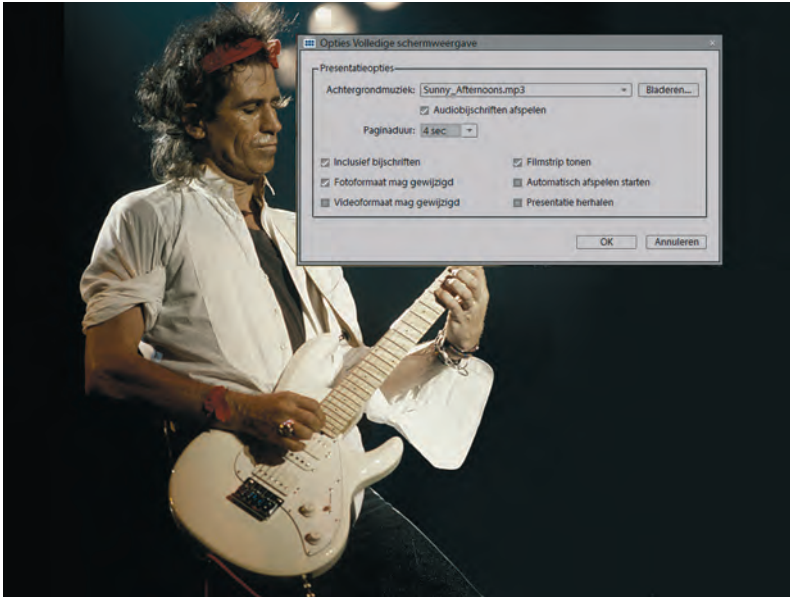 Opties Volledige schermweergave
Presentatieopties
Achtergrondmuziek: Sunny_Afternoons.mp3 Bladeren...
Audiobijschriften afspelen
Paginaduur: 4 sec
Inclusief bijschriften Filmstrip tonen
Fotoformaat mag gewijzigd Automatisch afspelen starten
Videoformaat mag gewijzigd Presentatie herhalen
OK Annuleren